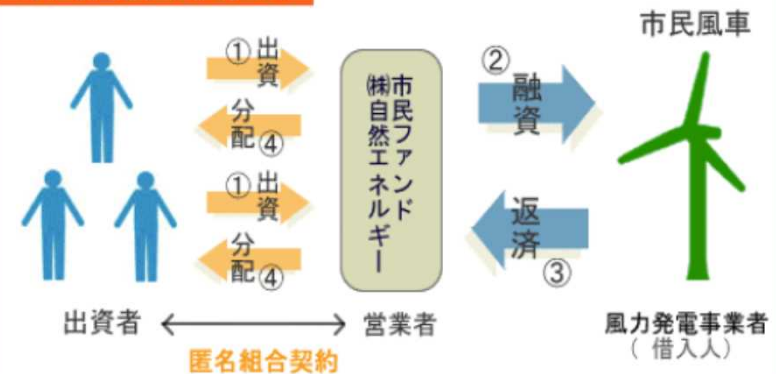 市民風車
①出資
分配④
①出資
分配④
㈱自然エネルギー
市民ファンド
②融資
返済③
出資者
営業者
匿名組合契約
風力発電事業者
（借入人）